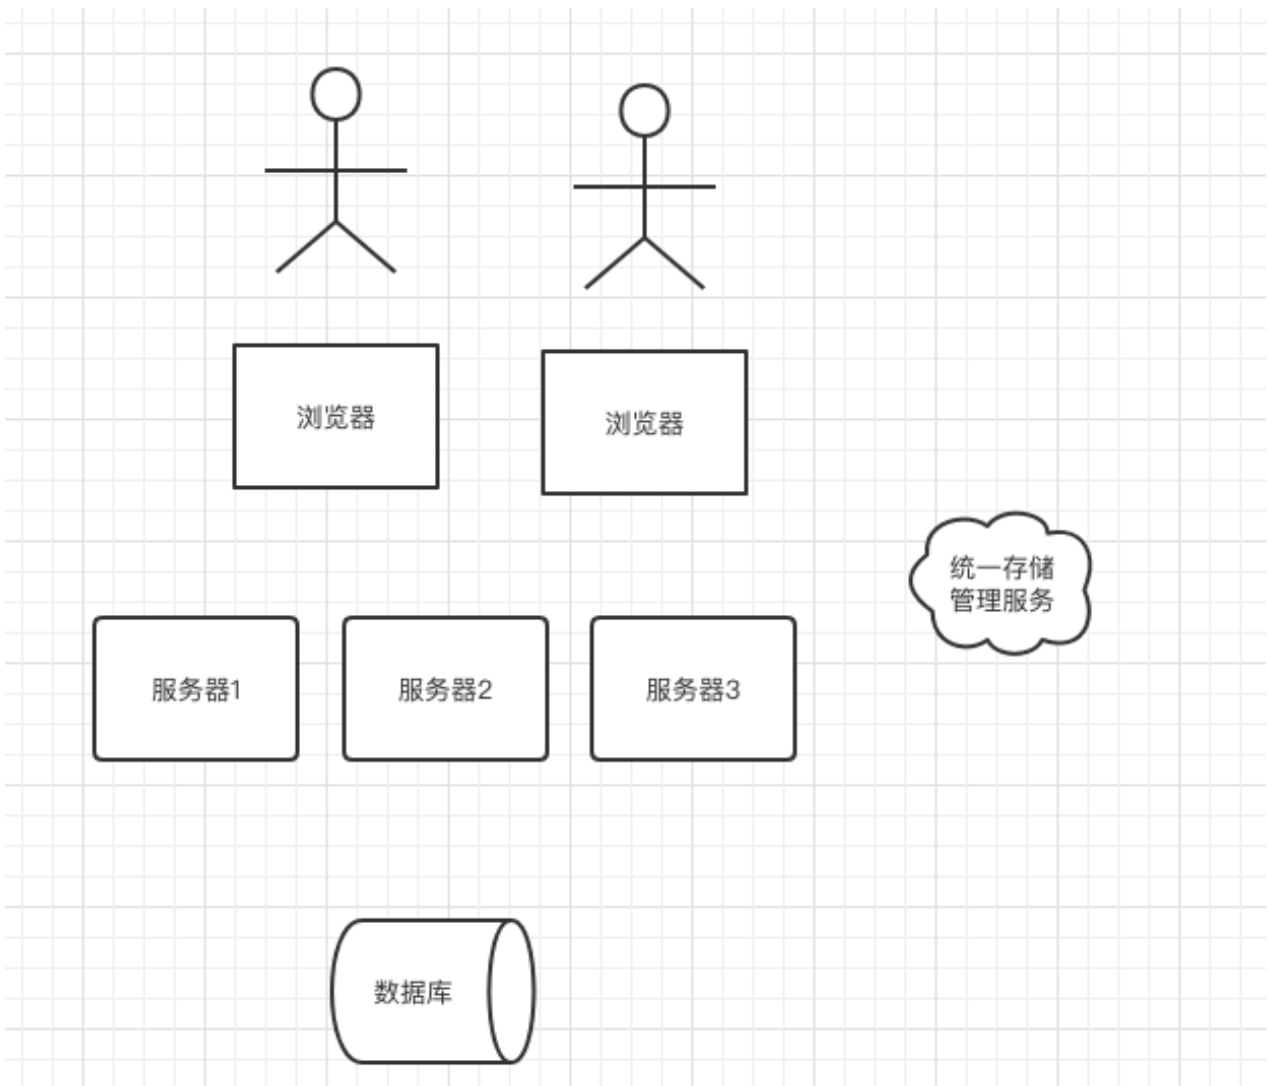 浏览器
浏览器
统一存储
管理服务
服务器1
服务器2
服务器3
数据库